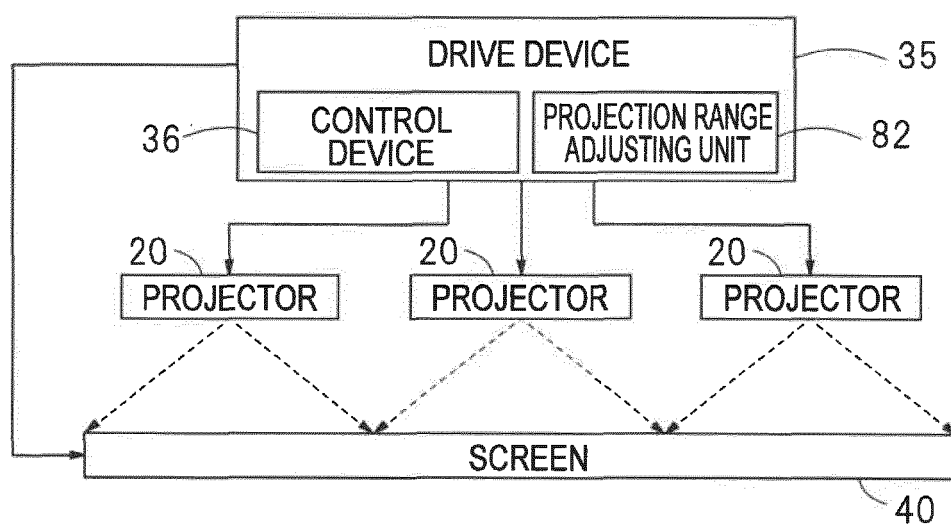 DRIVE DEVICE
35
36
CONTROL
DEVICE
PROJECTION RANGE
ADJUSTING UNIT
82
20
20
20
PROJECTOR
PROJECTOR
PROJECTOR
SCREEN
40